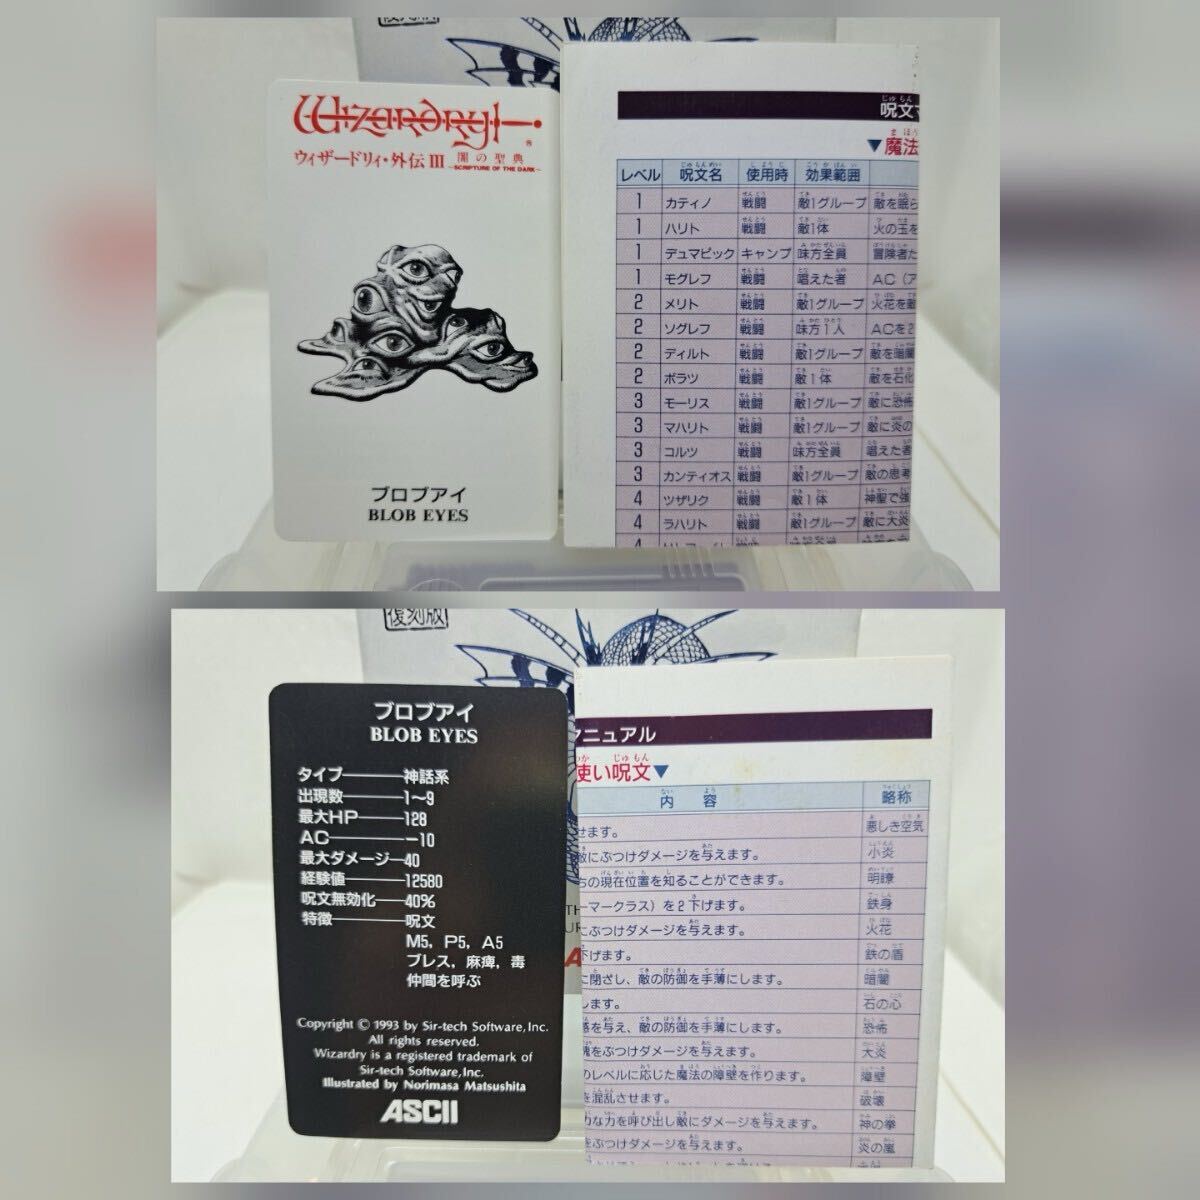 復刻版
Wizardry
ウィザードリィ・外伝III 闇の聖典
SCRIPTURE OF THE DARK
ブロブアイ
BLOB EYES
呪文マ
▼魔法
レベル 呪文名 使用時 効果範囲
1 カティノ 戦闘 敵1グループ 敵を眠ら
1 ハリト 戦闘 敵1体 火の玉を
1 デュマピック キャンプ 味方全員 冒険者た
1 モグレフ 戦闘 唱えた者 AC（ア
2 メリト 戦闘 敵1グループ 火花を敵
2 ソグレフ 戦闘 味方1人 ACを2
2 ディルト 戦闘 敵1グループ 敵を暗闇
2 ボラツ 戦闘 敵1体 敵を石化
3 モーリス 戦闘 敵1グループ 敵に恐怖
3 マハリト 戦闘 敵1グループ 敵に炎の
3 コルツ 戦闘 味方全員 唱えた者
3 カンティオス 戦闘 敵1グループ 敵の思考
4 ツザリク 戦闘 敵1体 神聖で強
4 ラハリト 戦闘 敵1グループ 敵に大炎
4
復刻版
ブロブアイ
BLOB EYES
タイプ――神話系
出現数――1～9
最大HP――128
AC――－10
最大ダメージ―40
経験値――12580
呪文無効化―40%
特徴――呪文
M5，P5，A5
ブレス，麻痺，毒
仲間を呼ぶ
Copyright © 1993 by Sir-tech Software, Inc.
All rights reserved.
Wizardry is a registered trademark of
Sir-tech Software, Inc.
Illustrated by Norimasa Matsushita
ASCII
マニュアル
使い呪文▼
内容 略称
せます。 悪しき空気
敵にぶつけダメージを与えます。 小炎
ちの現在位置を知ることができます。 明瞭
ーマークラス）を2下げます。 鉄身
にぶつけダメージを与えます。 火花
下げます。 鉄の盾
に閉ざし、敵の防御を手薄にします。 暗闇
します。 石の心
感を与え、敵の防御を手薄にします。 恐怖
塊をぶつけダメージを与えます。 大炎
のレベルに応じた魔法の障壁を作ります。 障壁
を混乱させます。 破壊
力な力を呼び出し敵にダメージを与えます。 神の拳
をぶつけダメージを与えます。 炎の嵐